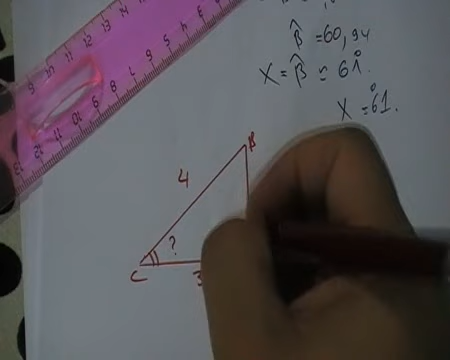 B̂ = 60,94
X = B̂ ≃ 61°.
X = 61°.
B
4
?
C
3